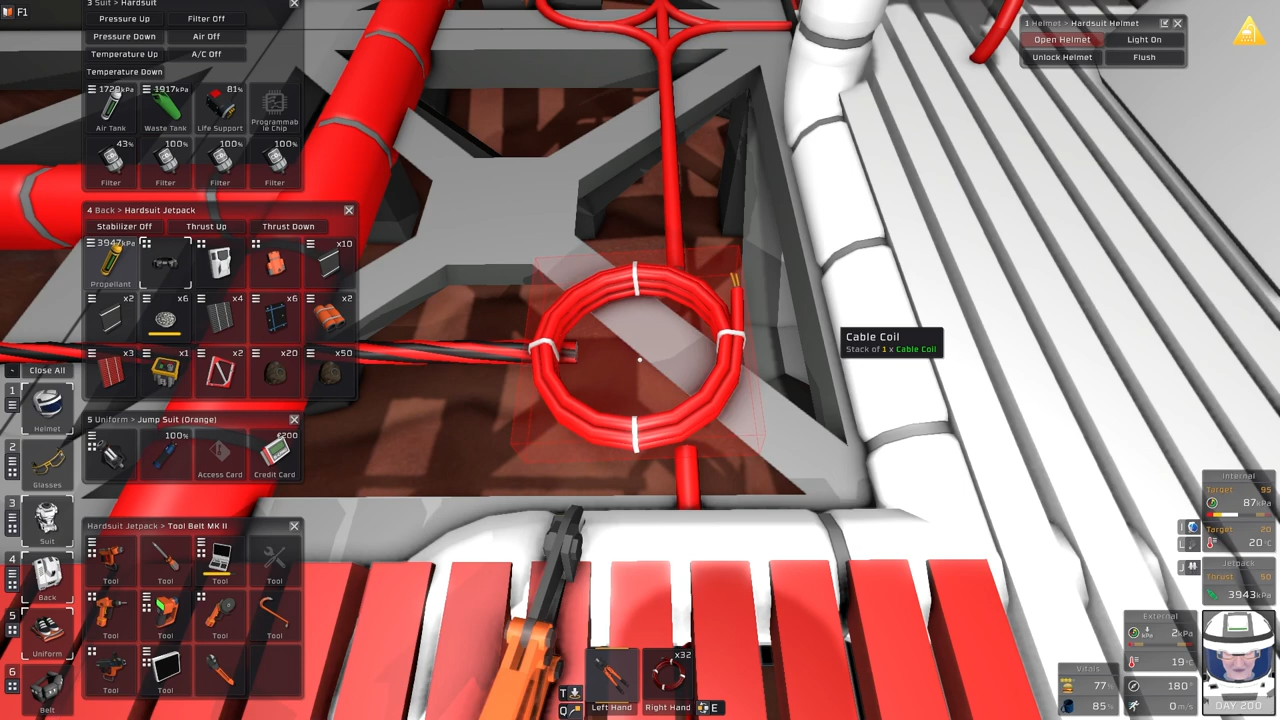 F1
3 Suit > Hardsuit
Pressure Up
Filter Off
Pressure Down
Air Off
Temperature Up
A/C Off
Temperature Down
1729kPa
1917kPa
81%
Air Tank
Waste Tank
Life Support
Programmab
le Chip
43%
100%
100%
100%
Filter
Filter
Filter
Filter
4 Back > Hardsuit Jetpack
Stabilizer Off
Thrust Up
Thrust Down
3947kPa
x10
Propellant
x2
x6
x4
x6
x2
x3
x1
x2
x20
x50
Close All
1
Helmet
2
Glasses
3
Suit
4
Back
5
Uniform
6
Belt
5 Uniform > Jump Suit (Orange)
100%
€200
Access Card
Credit Card
Hardsuit Jetpack > Tool Belt MK II
Tool
Tool
Tool
Tool
Tool
Tool
Tool
Tool
Tool
Tool
Tool
1 Helmet > Hardsuit Helmet
Open Helmet
Light On
Unlock Helmet
Flush
Cable Coil
Stack of 1 x Cable Coil
T
Q
Left Hand
x32
Right Hand
E
Internal
Target 95
87kPa
Target 20
20°C
Jetpack
Thrust 50
3943kPa
External
kPa
2kPa
19°C
180°
0m/s
Vitals
77%
85%
DAY 200